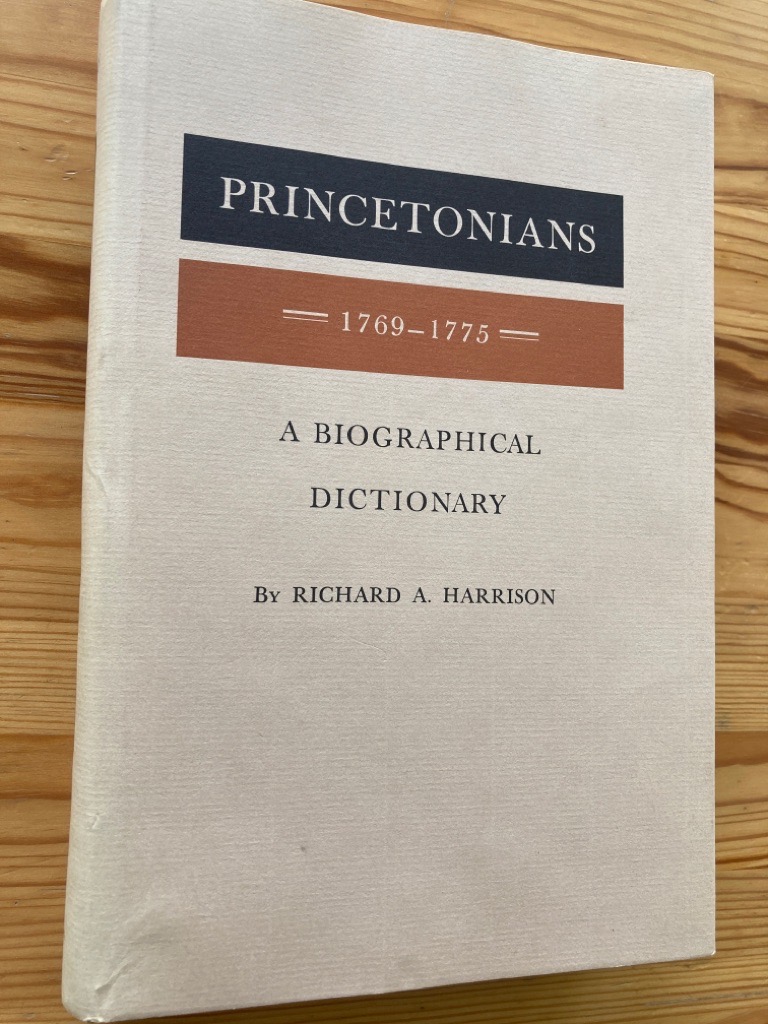 PRINCETONIANS
1769–1775
A BIOGRAPHICAL
DICTIONARY
By RICHARD A. HARRISON